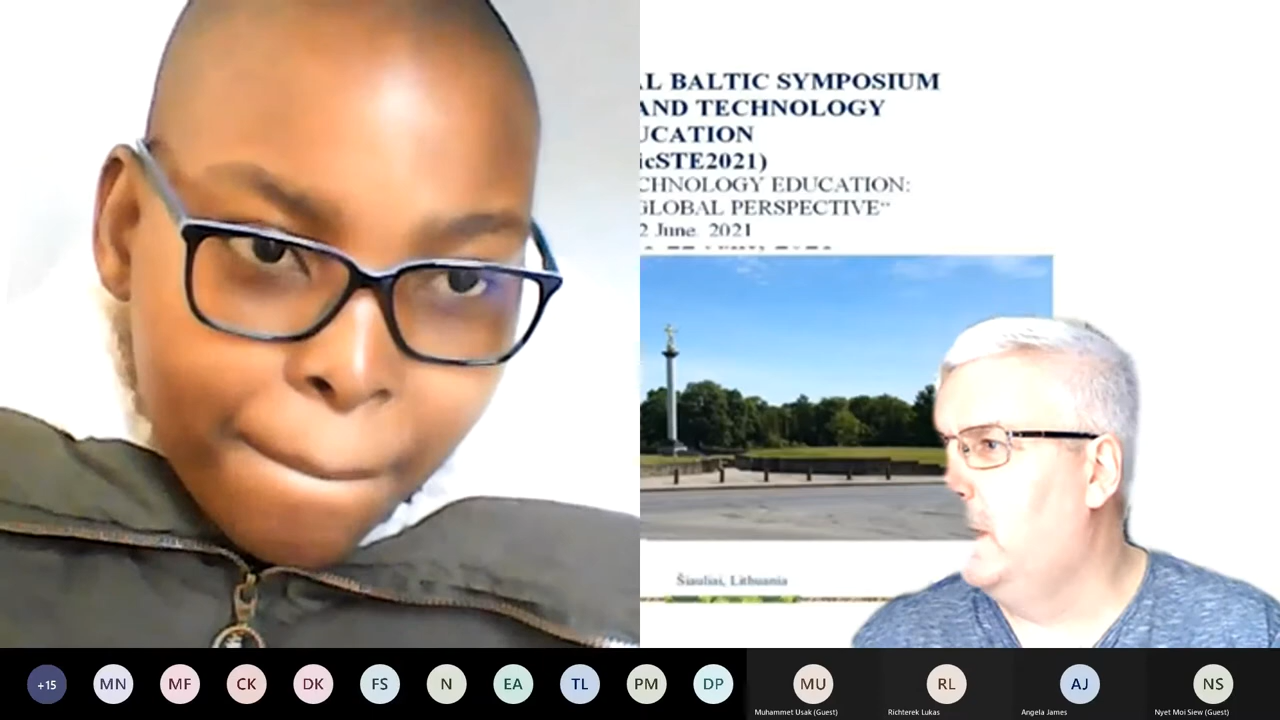 AL BALTIC SYMPOSIUM
AND TECHNOLOGY
UCATION
icSTE2021)
CHNOLOGY EDUCATION:
GLOBAL PERSPECTIVE“
2 June, 2021
Šiauliai, Lithuania
+15
MN
MF
CK
DK
FS
N
EA
TL
PM
DP
MU
RL
AJ
NS
Muhammet Usak (Guest)
Richterek Lukas
Angela James
Nyet Moi Siew (Guest)